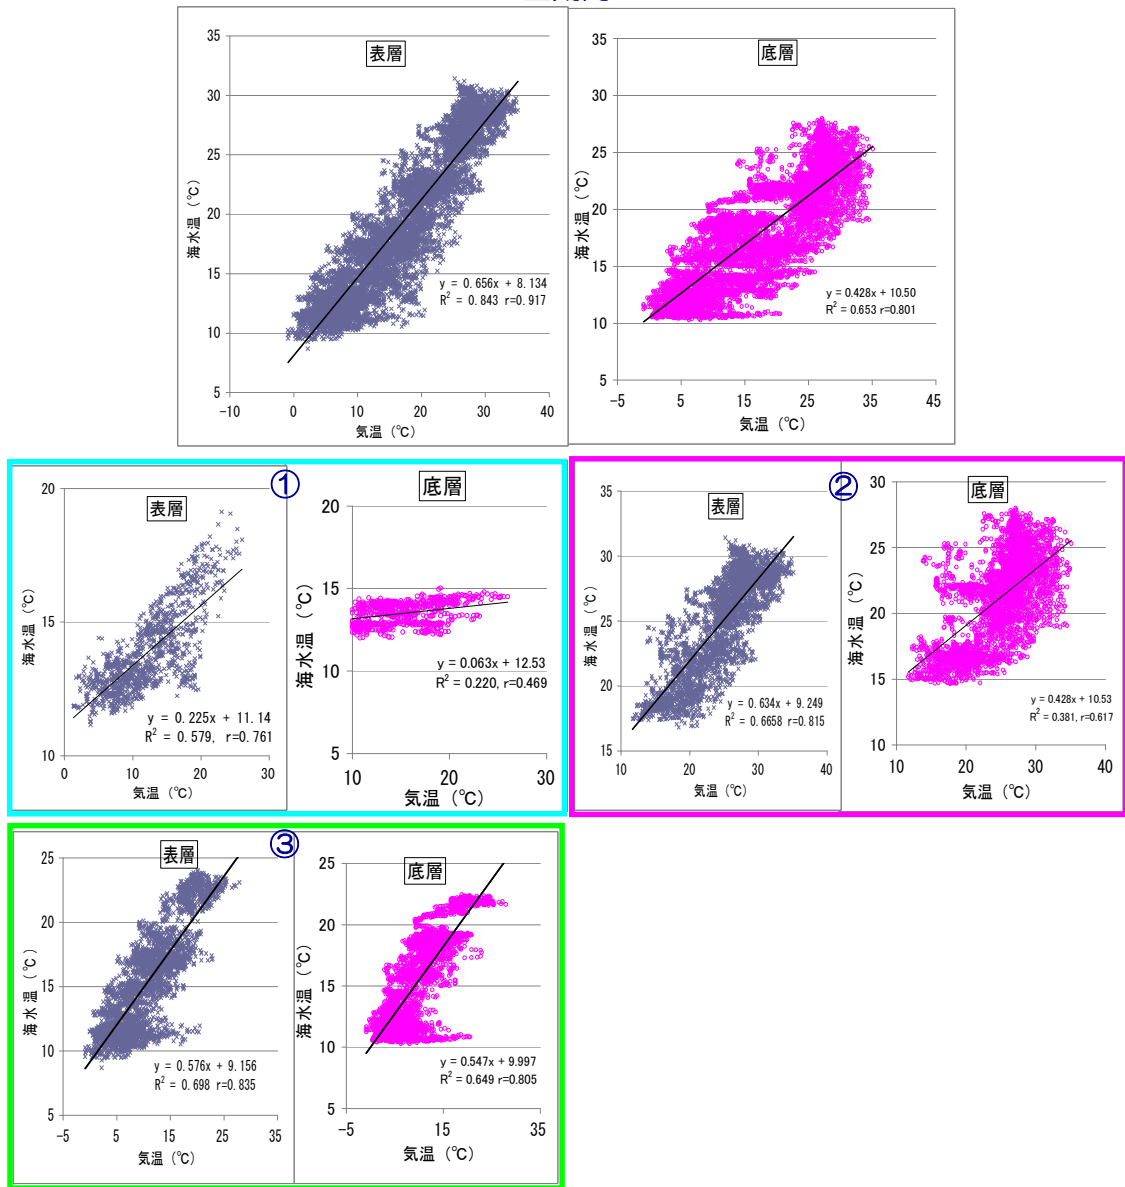 表層
海水温（℃）
35
30
25
20
15
10
5
-10
0
10
20
30
40
気温（℃）
y = 0.656x + 8.134
R² = 0.843 r=0.917
底層
海水温（℃）
35
30
25
20
15
10
5
-5
5
15
25
35
45
気温（℃）
y = 0.428x + 10.50
R² = 0.653 r=0.801
①
表層
海水温（℃）
20
15
10
0
10
20
30
気温（℃）
y = 0.225x + 11.14
R² = 0.579, r=0.761
底層
海水温（℃）
20
15
10
5
10
20
30
気温（℃）
y = 0.063x + 12.53
R² = 0.220, r=0.469
②
表層
海水温（℃）
35
30
25
20
15
10
20
30
40
気温（℃）
y = 0.634x + 9.249
R² = 0.6658 r=0.815
底層
海水温（℃）
30
25
20
15
10
10
20
30
40
気温（℃）
y = 0.428x + 10.53
R² = 0.381, r=0.617
③
表層
海水温（℃）
25
20
15
10
5
-5
5
15
25
35
気温（℃）
y = 0.576x + 9.156
R² = 0.698 r=0.835
底層
海水温（℃）
25
20
15
10
5
-5
15
35
気温（℃）
y = 0.547x + 9.997
R² = 0.649 r=0.805